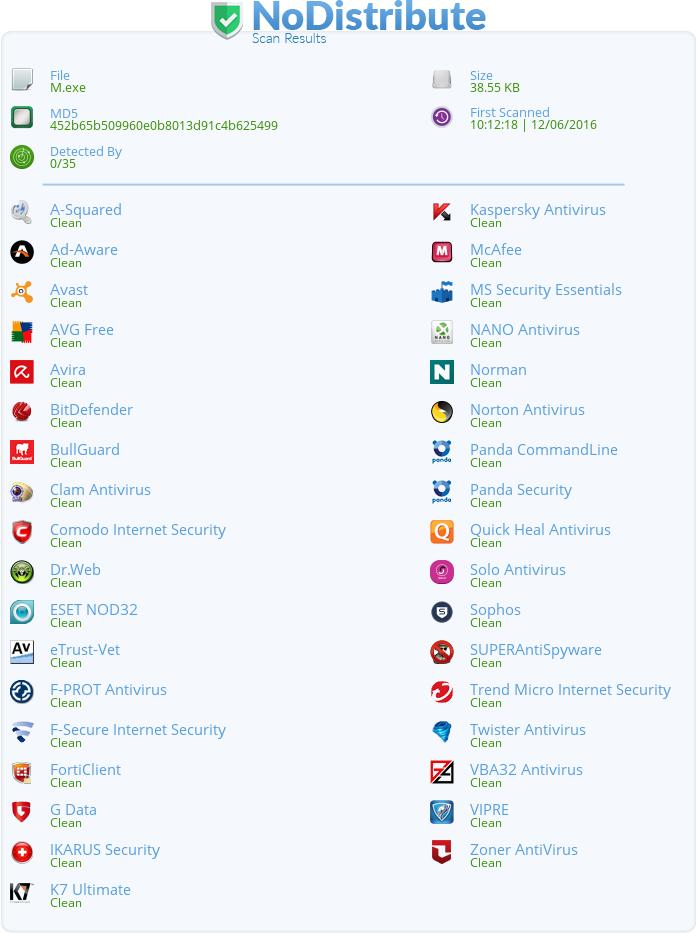 NoDistribute
Scan Results
File
M.exe
Size
38.55 KB
MD5
452b65b509960e0b8013d91c4b625499
First Scanned
10:12:18 | 12/06/2016
Detected By
0/35
A-Squared
Clean
Ad-Aware
Clean
Avast
Clean
AVG Free
Clean
Avira
Clean
BitDefender
Clean
BullGuard
BullGuard
Clean
Clam Antivirus
Clean
Comodo Internet Security
Clean
Dr.Web
Clean
ESET NOD32
Clean
AV
eTrust-Vet
Clean
F-PROT Antivirus
Clean
F-Secure Internet Security
Clean
FortiClient
Clean
G Data
Clean
IKARUS Security
Clean
K7
K7 Ultimate
Clean
Kaspersky Antivirus
Clean
McAfee
Clean
MS Security Essentials
Clean
NANO
NANO Antivirus
Clean
N
Norman
Clean
Norton Antivirus
Clean
panda
Panda CommandLine
Clean
panda
Panda Security
Clean
Quick Heal Antivirus
Clean
Solo Antivirus
Clean
Sophos
Clean
SUPERAntiSpyware
Clean
Trend Micro Internet Security
Clean
Twister Antivirus
Clean
VBA32 Antivirus
Clean
VIPRE
Clean
Zoner AntiVirus
Clean